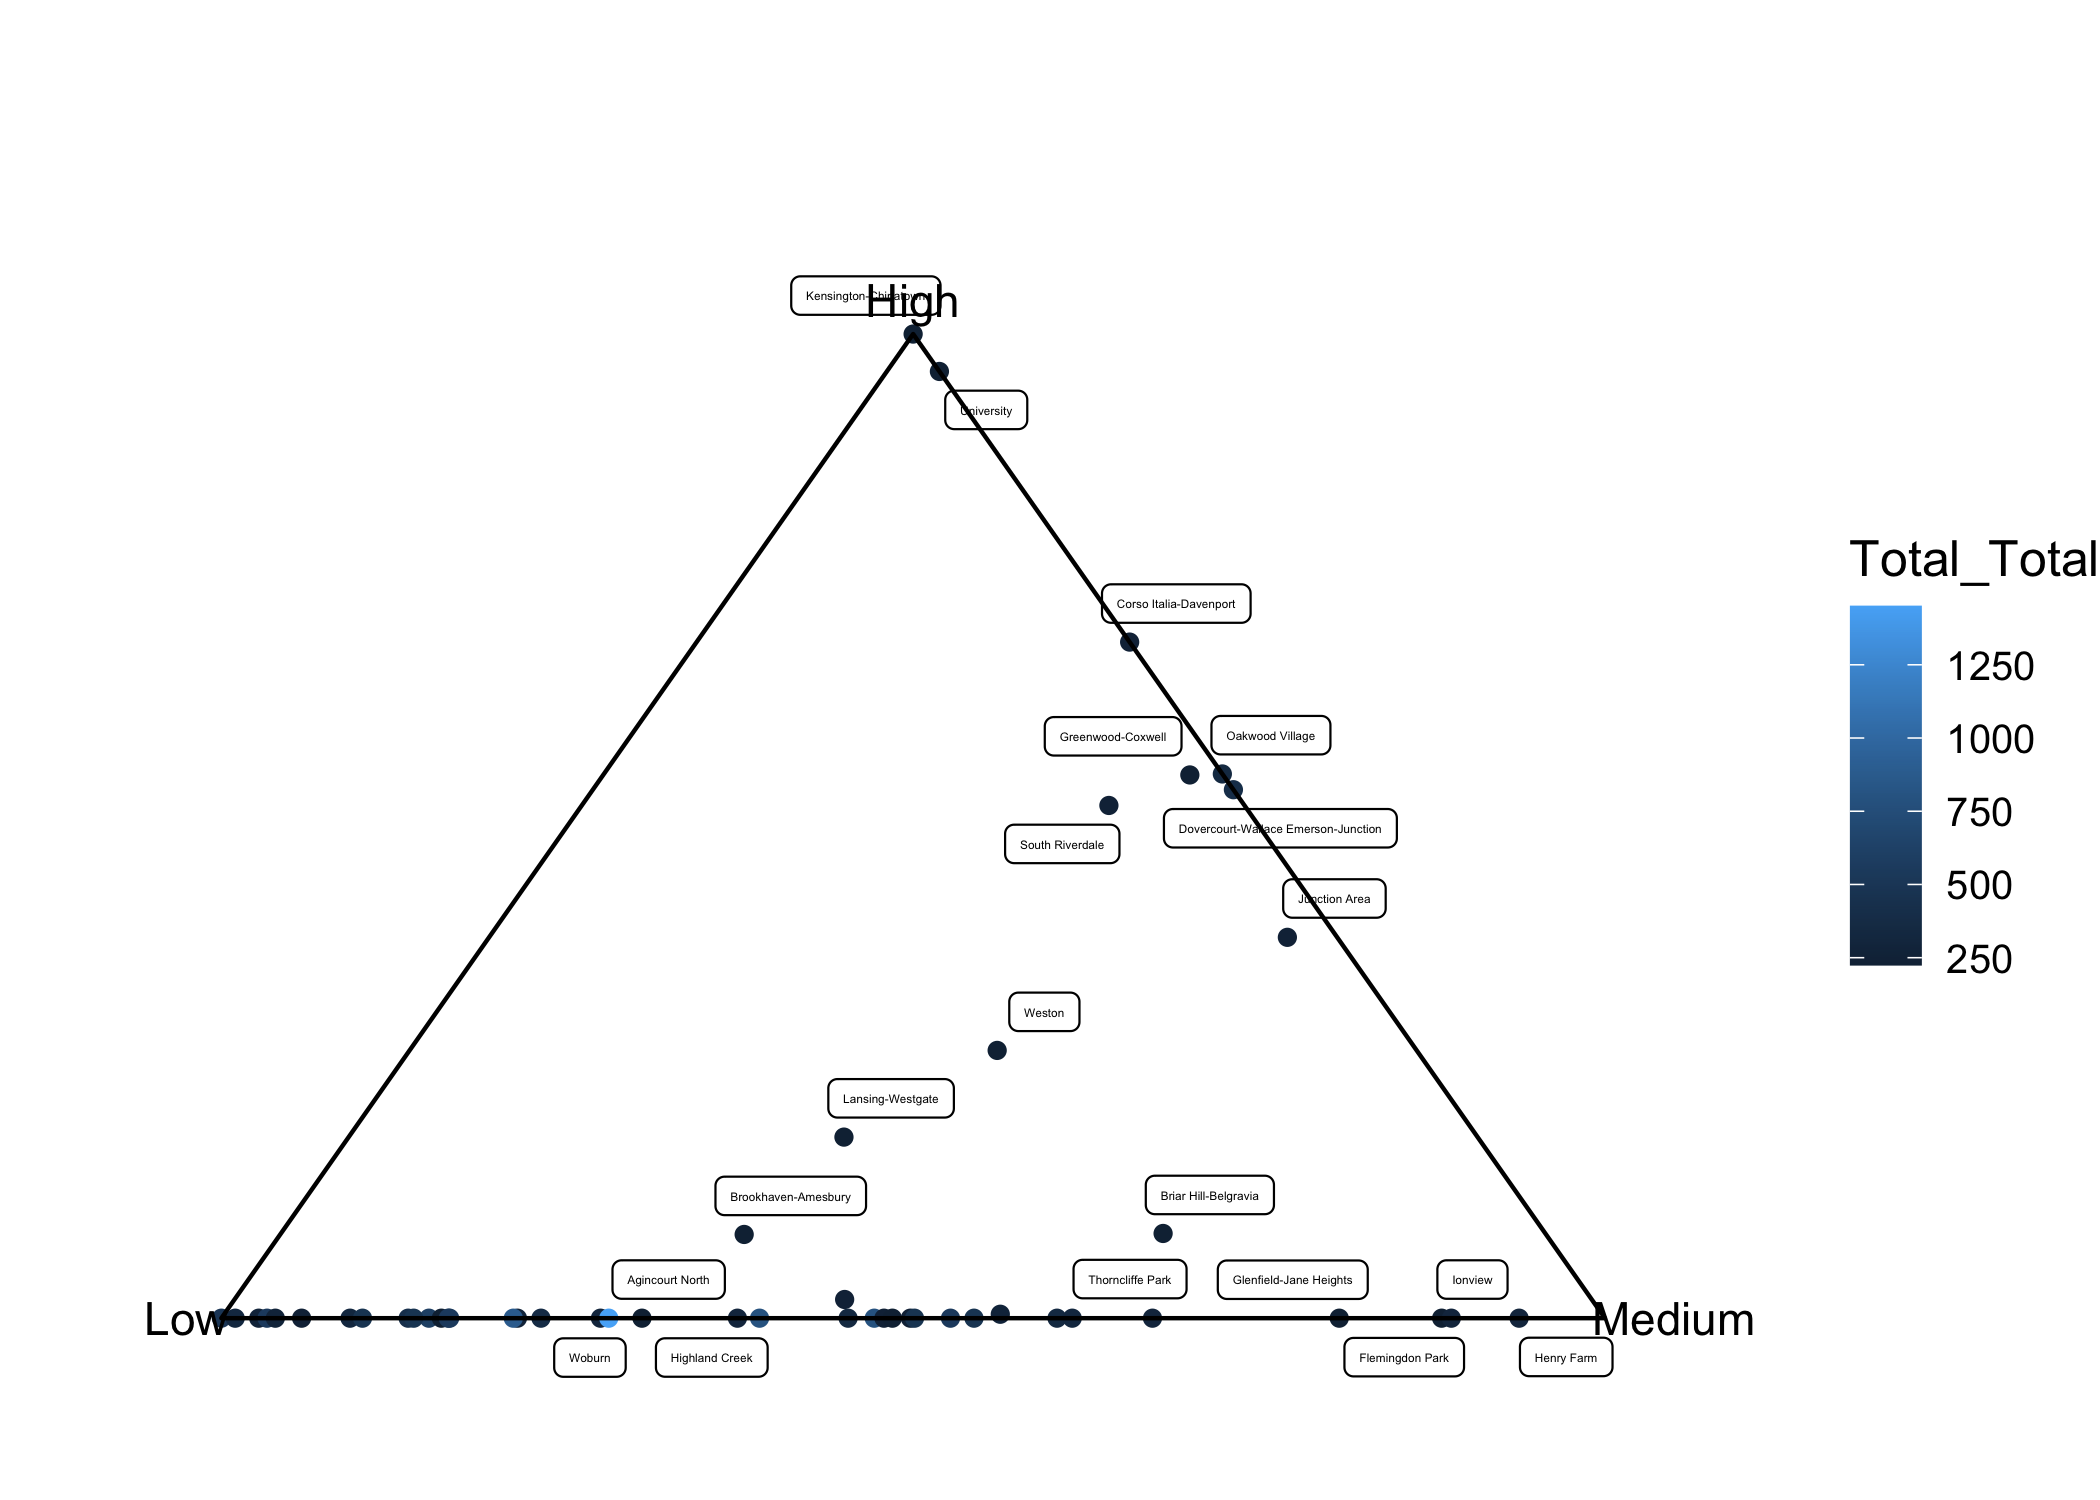 Kensington-Chinatown
High
University
Total_Total
Corso Italia-Davenport
1250
Greenwood-Coxwell
Oakwood Village
1000
750
Dovercourt-Wallace Emerson-Junction
South Riverdale
500
Junction Area
250
Weston
Lansing-Westgate
Brookhaven-Amesbury
Briar Hill-Belgravia
Agincourt North
Thorncliffe Park
Glenfield-Jane Heights
Ionview
Low
Medium
Woburn
Highland Creek
Flemingdon Park
Henry Farm